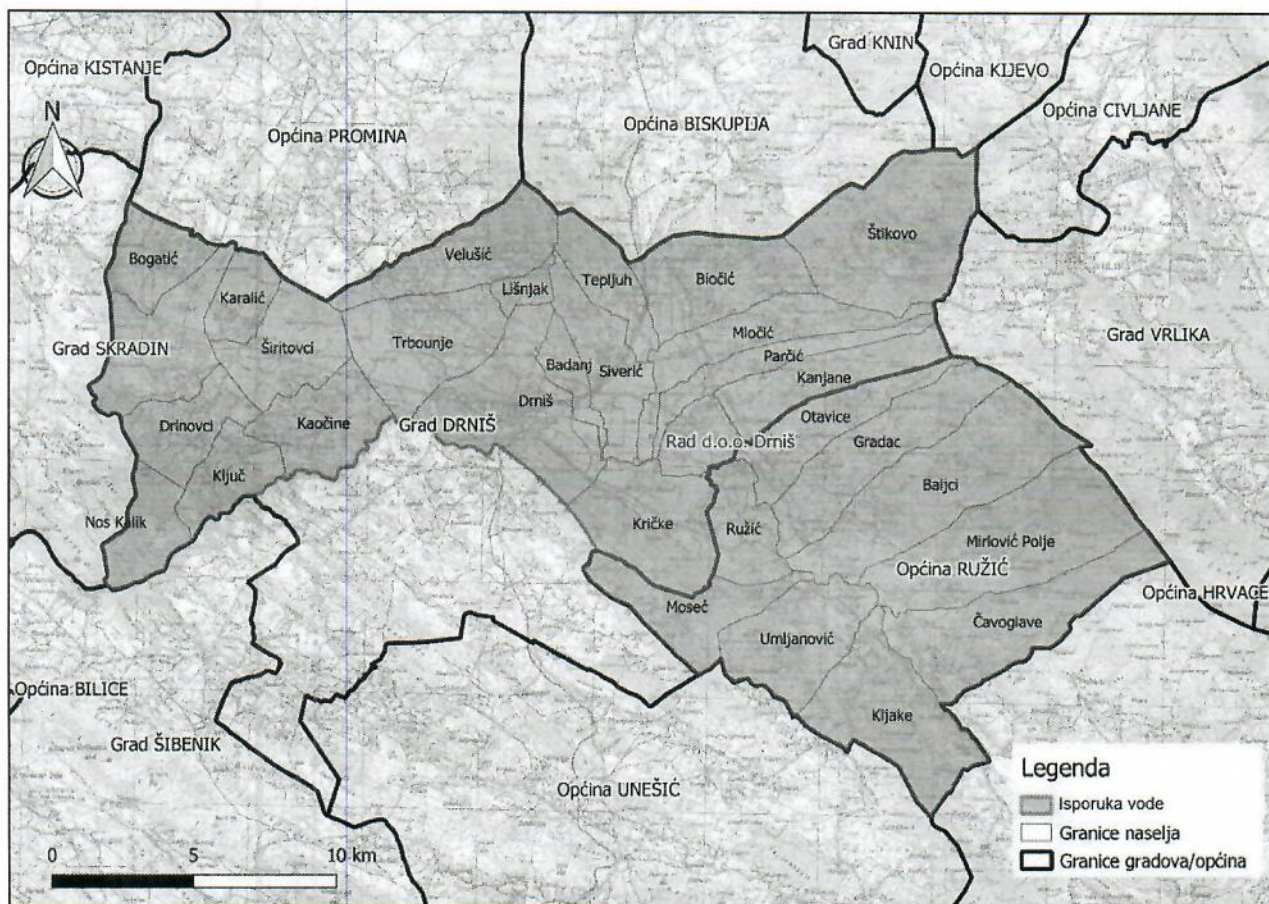 Grad KNIN
Općina KISTANJE
Općina KIJEVO
N
Općina CIVLJANE
Općina BISKUPIJA
Općina PROMINA
Štikovo
Bogatić
Velušić
Tepljuh
Biočić
Lišnjak
Karalić
Mločić
Grad VRLIKA
Grad SKRADIN
Širitovci
Trbounje
Parčić
Badanj
Siverić
Kanjane
Drniš
Otavice
Drinovci
Kaočine
Grad DRNIŠ
Rad d.o.o. Drniš
Gradac
Ključ
Baljci
Nos Kalik
Kričke
Ružić
Mirlović Polje
Općina RUŽIĆ
Općina HRVACE
Moseć
Čavoglave
Umljanović
Općina BILICE
Kljake
Grad ŠIBENIK
Općina UNEŠIĆ
Legenda
Isporuka vode
Granice naselja
Granice gradova/općina
0 5 10 km